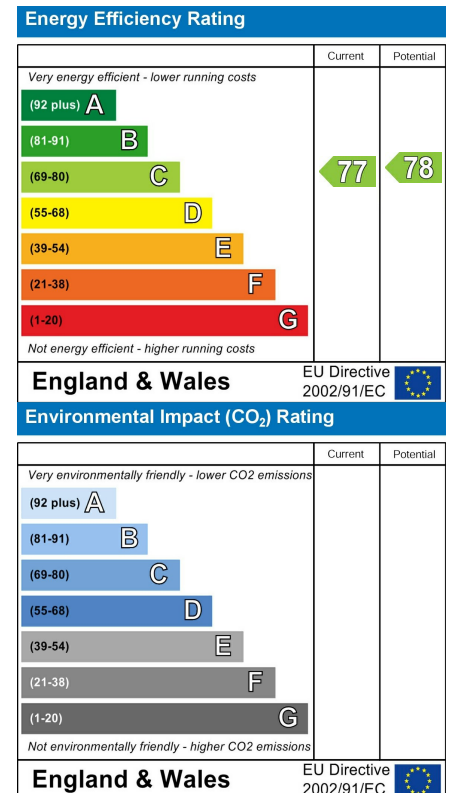 Energy Efficiency Rating
Current Potential
Very energy efficient - lower running costs
(92 plus) A
(81-91) B
(69-80) C 77 78
(55-68) D
(39-54) E
(21-38) F
(1-20) G
Not energy efficient - higher running costs
England & Wales
EU Directive
2002/91/EC
Environmental Impact (CO₂) Rating
Current Potential
Very environmentally friendly - lower CO2 emissions
(92 plus) A
(81-91) B
(69-80) C
(55-68) D
(39-54) E
(21-38) F
(1-20) G
Not environmentally friendly - higher CO2 emissions
England & Wales
EU Directive
2002/91/EC